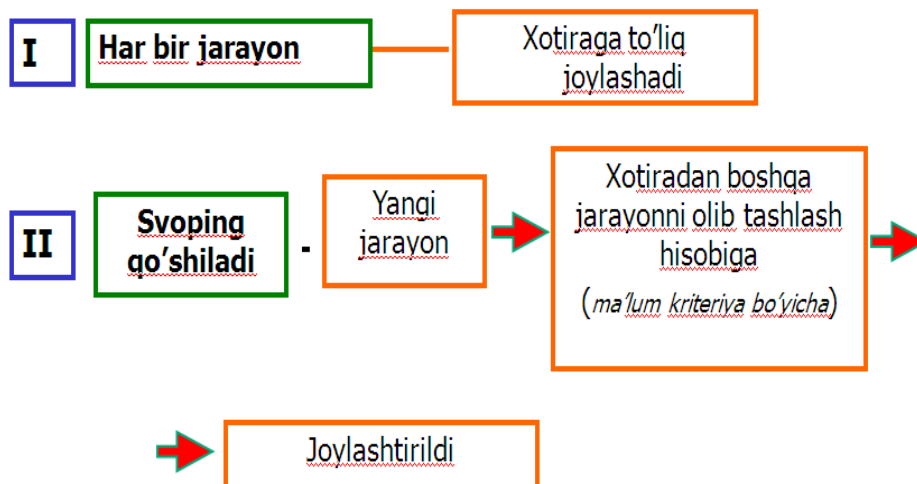 I
Har bir jarayon
Xotiraga to’liq
joylashadi
II
Svoping
qo’shiladi
-
Yangi
jarayon
Xotiradan boshqa
jarayonni olib tashlash
hisobiga
(ma’lum kriteriya bo’yicha)
Joylashtirildi